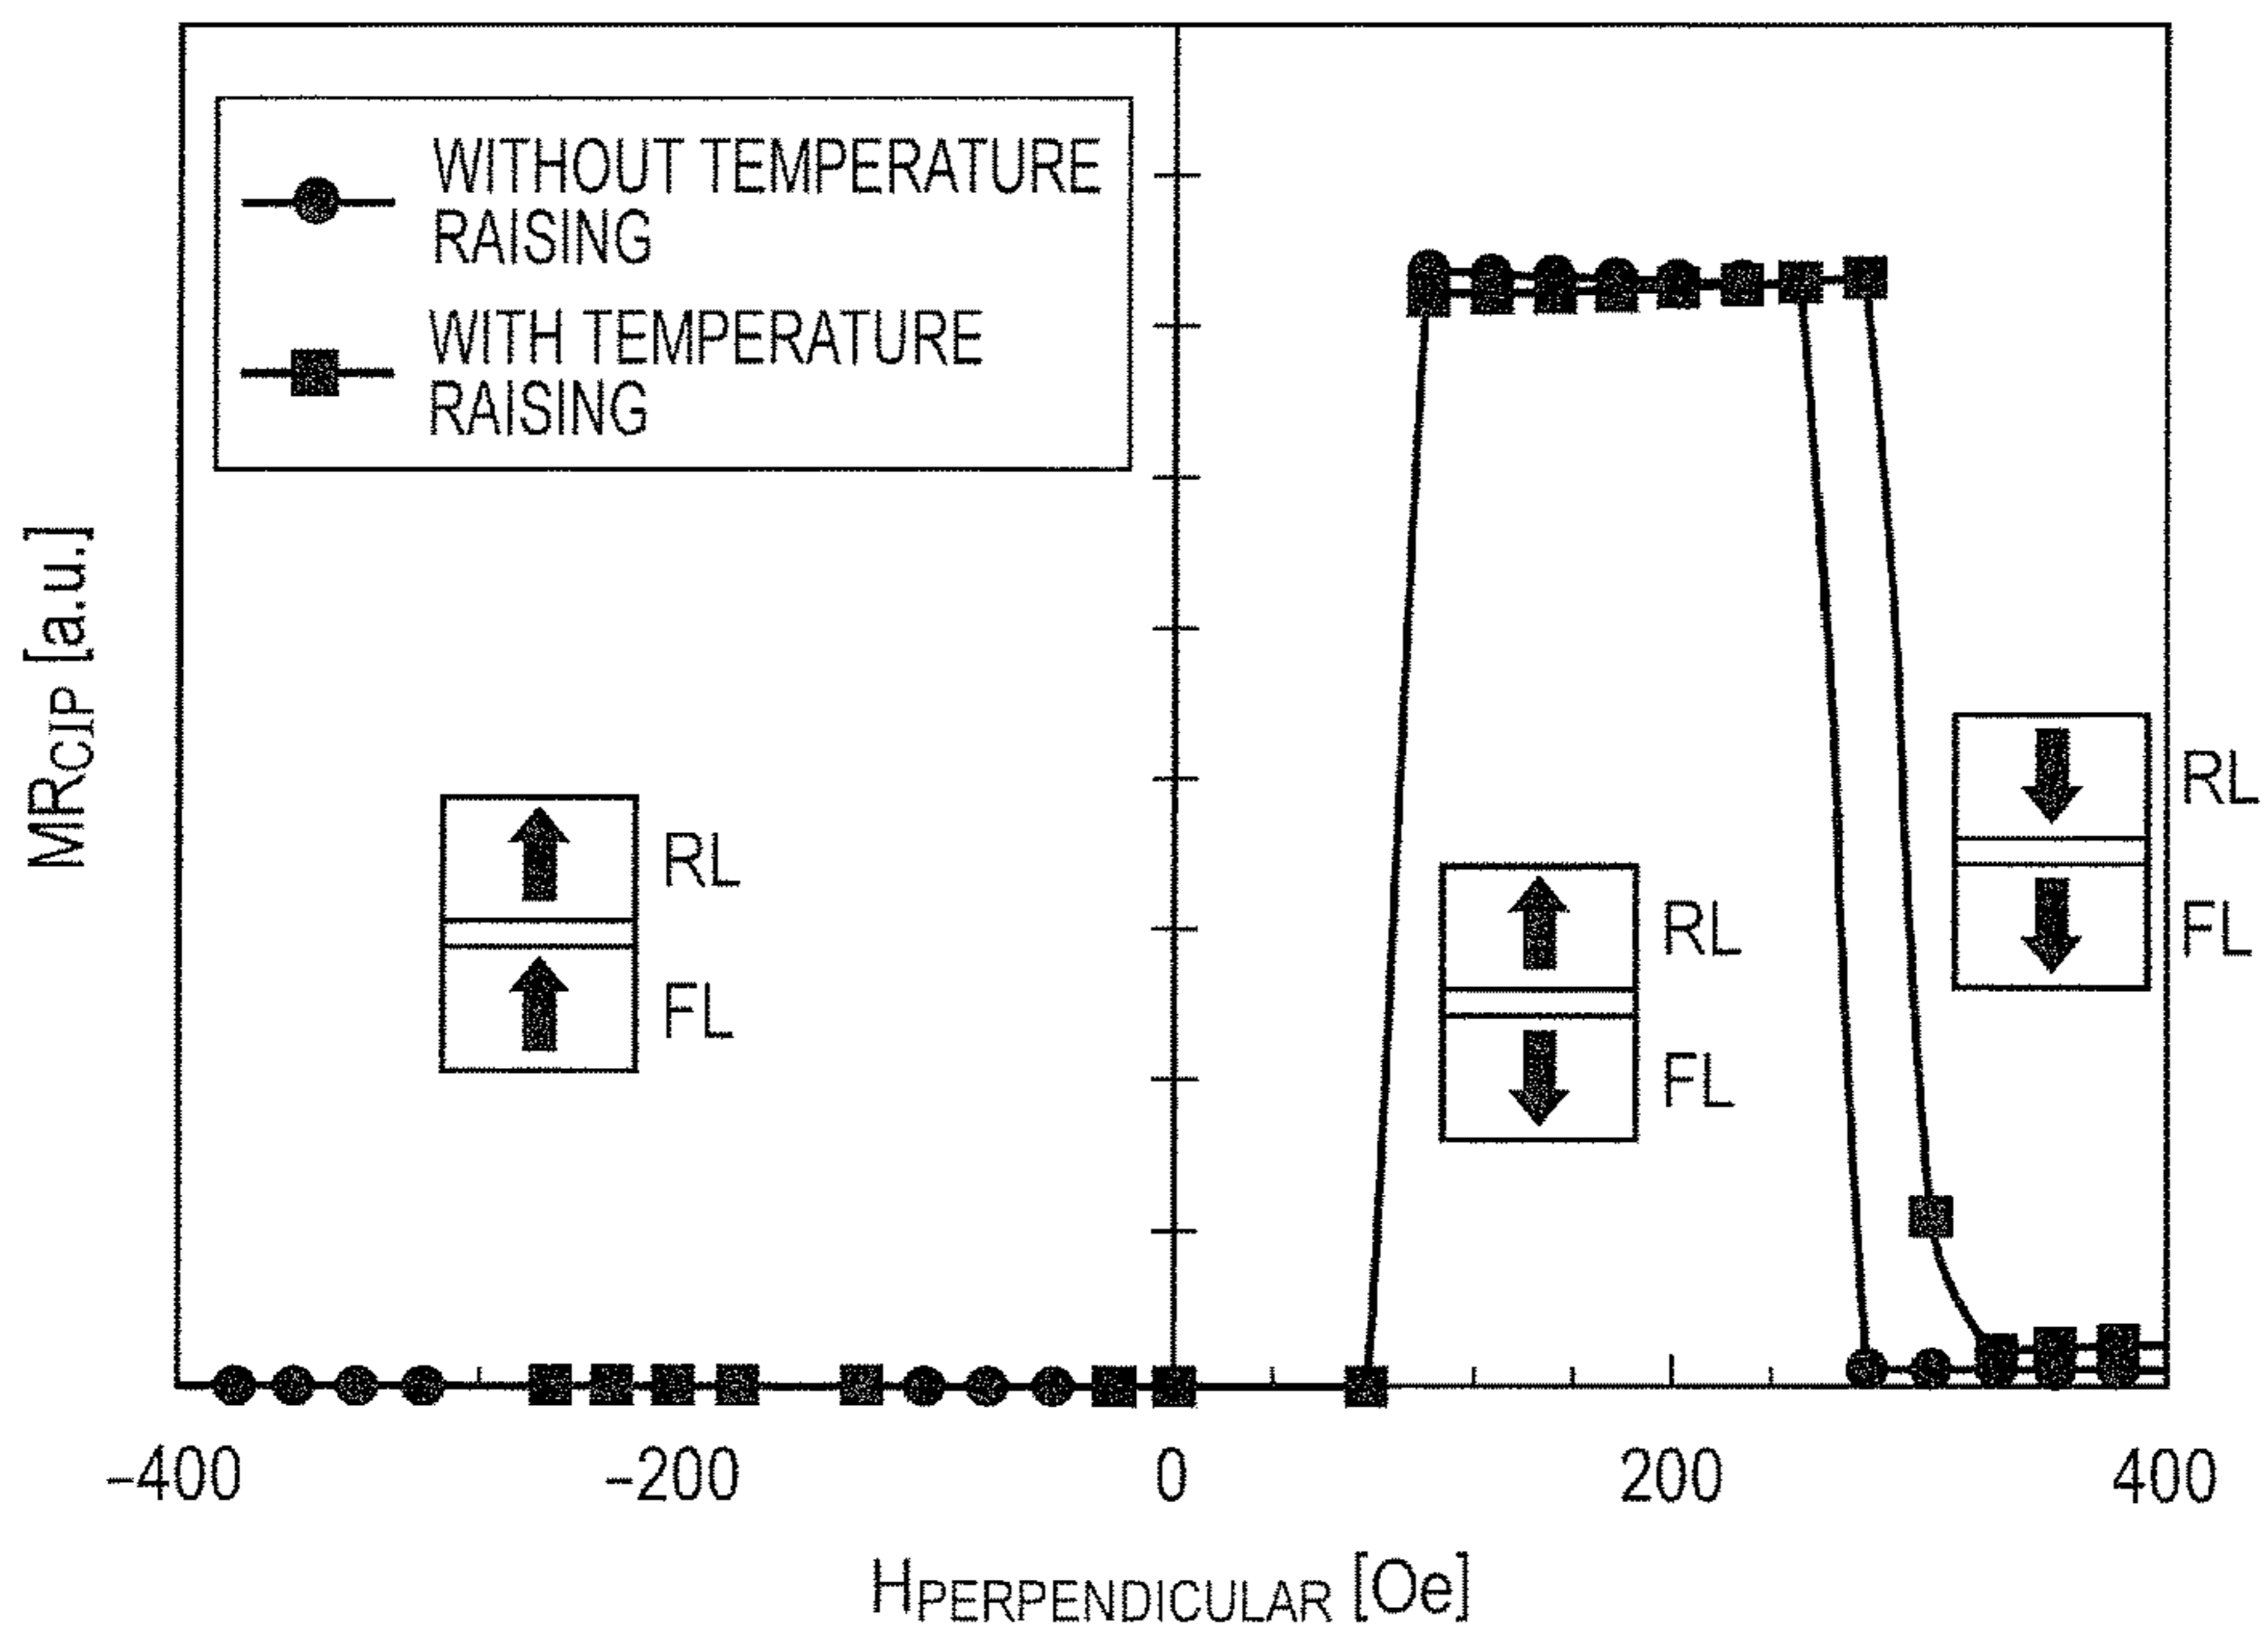 WITHOUT TEMPERATURE
RAISING
WITH TEMPERATURE
RAISING
MRCIP [a.u.]
RL
FL
RL
FL
RL
FL
–400
–200
0
200
400
HPERPENDICULAR [Oe]